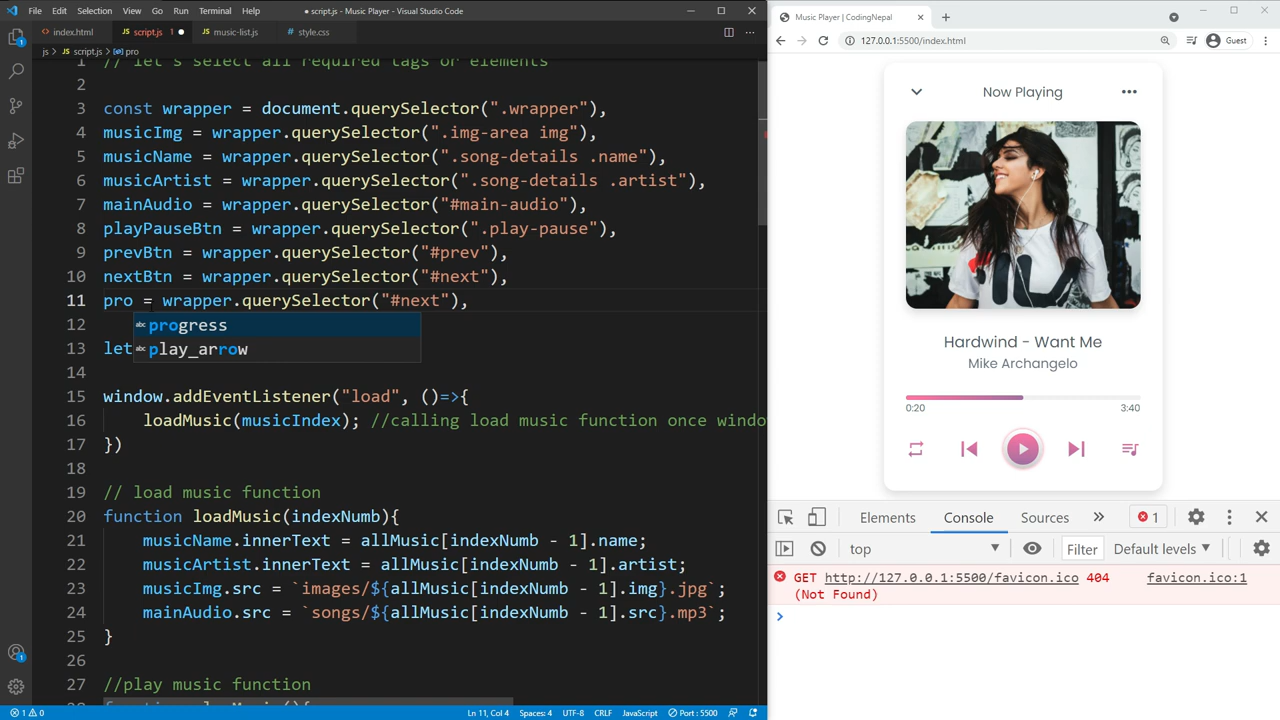 File Edit Selection View Go Run Terminal Help
● script.js - Music Player - Visual Studio Code
index.html
script.js 1
music-list.js
style.css
js > script.js > pro
1 // let's select all required tags or elements
2
3 const wrapper = document.querySelector(".wrapper"),
4 musicImg = wrapper.querySelector(".img-area img"),
5 musicName = wrapper.querySelector(".song-details .name"),
6 musicArtist = wrapper.querySelector(".song-details .artist"),
7 mainAudio = wrapper.querySelector("#main-audio"),
8 playPauseBtn = wrapper.querySelector(".play-pause"),
9 prevBtn = wrapper.querySelector("#prev"),
10 nextBtn = wrapper.querySelector("#next"),
11 pro = wrapper.querySelector("#next"),
12
abc progress
13 let
abc play_arrow
14
15 window.addEventListener("load", ()=>{
16 loadMusic(musicIndex); //calling load music function once windo
17 })
18
19 // load music function
20 function loadMusic(indexNumb){
21 musicName.innerText = allMusic[indexNumb - 1].name;
22 musicArtist.innerText = allMusic[indexNumb - 1].artist;
23 musicImg.src = `images/${allMusic[indexNumb - 1].img}.jpg`;
24 mainAudio.src = `songs/${allMusic[indexNumb - 1].src}.mp3`;
25 }
26
27 //play music function
1 0
Ln 11, Col 4 Spaces: 4 UTF-8 CRLF JavaScript Port : 5500
Music Player | CodingNepal
127.0.0.1:5500/index.html
Guest
Now Playing
Hardwind - Want Me
Mike Archangelo
0:20 3:40
Elements Console Sources » 1
top Filter Default levels
GET http://127.0.0.1:5500/favicon.ico 404 favicon.ico:1
(Not Found)